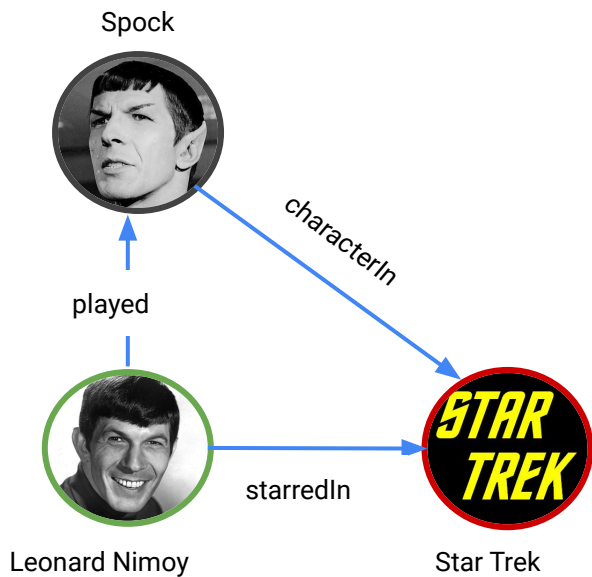 Spock
characterIn
played
STAR
TREK
starredIn
Leonard Nimoy
Star Trek